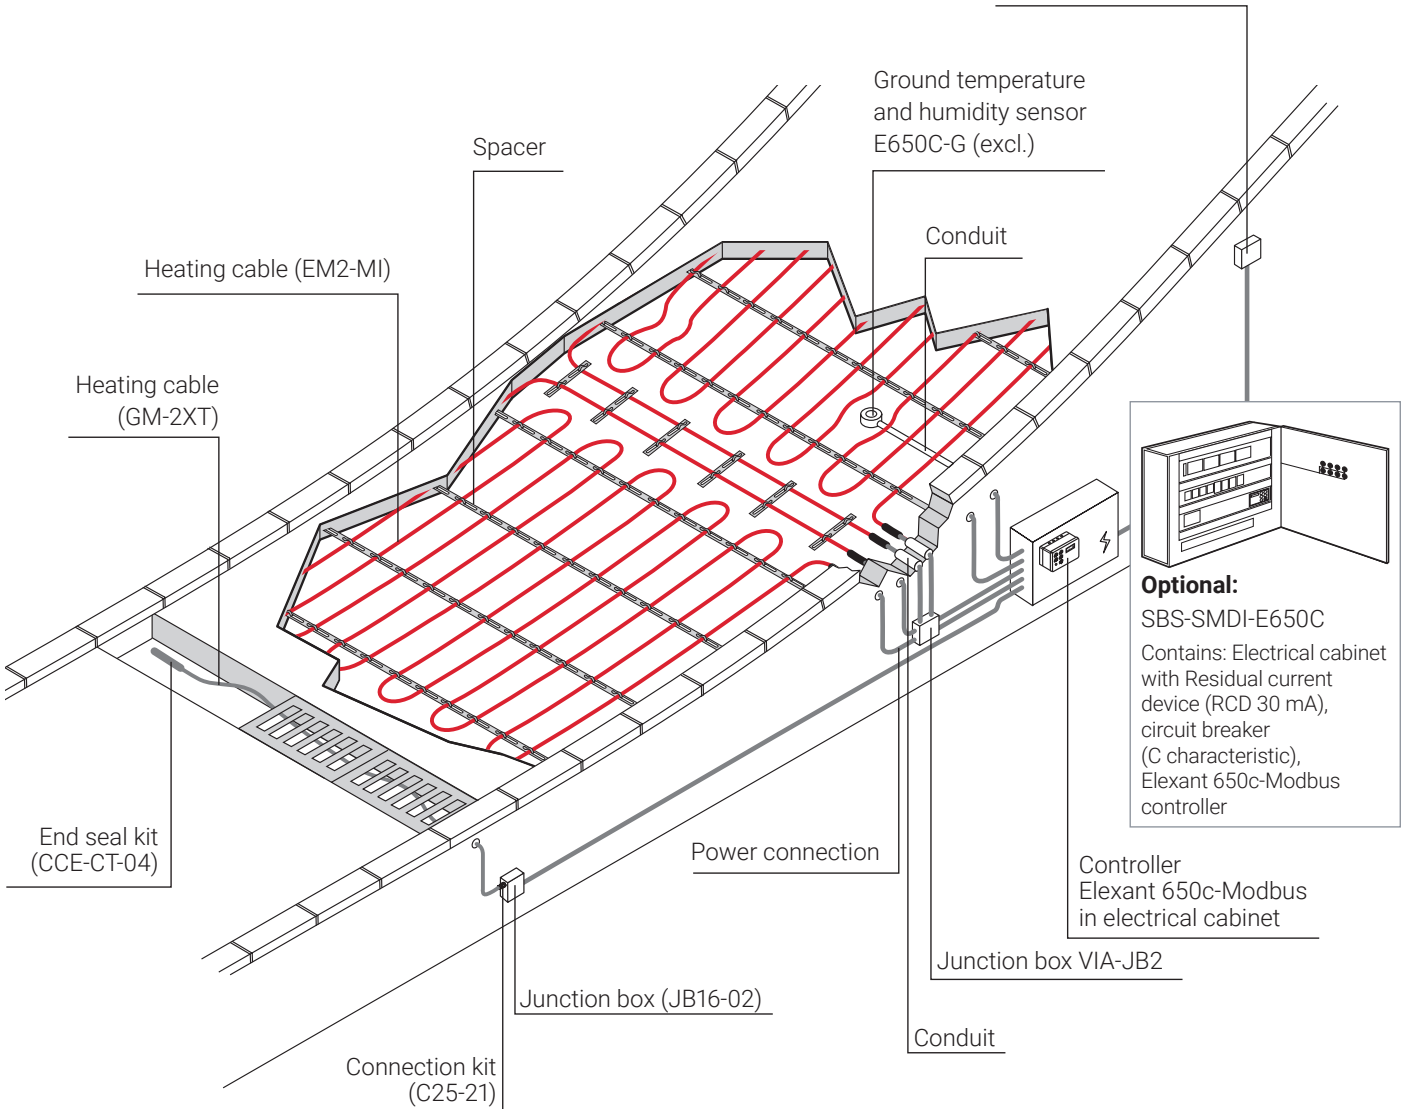 Ground temperature
and humidity sensor
E650C-G (excl.)
Spacer
Conduit
Heating cable (EM2-MI)
Heating cable
(GM-2XT)
Optional:
SBS-SMDI-E650C
Contains: Electrical cabinet
with Residual current
device (RCD 30 mA),
circuit breaker
(C characteristic),
Elexant 650c-Modbus
controller
End seal kit
(CCE-CT-04)
Power connection
Controller
Elexant 650c-Modbus
in electrical cabinet
Junction box VIA-JB2
Junction box (JB16-02)
Conduit
Connection kit
(C25-21)